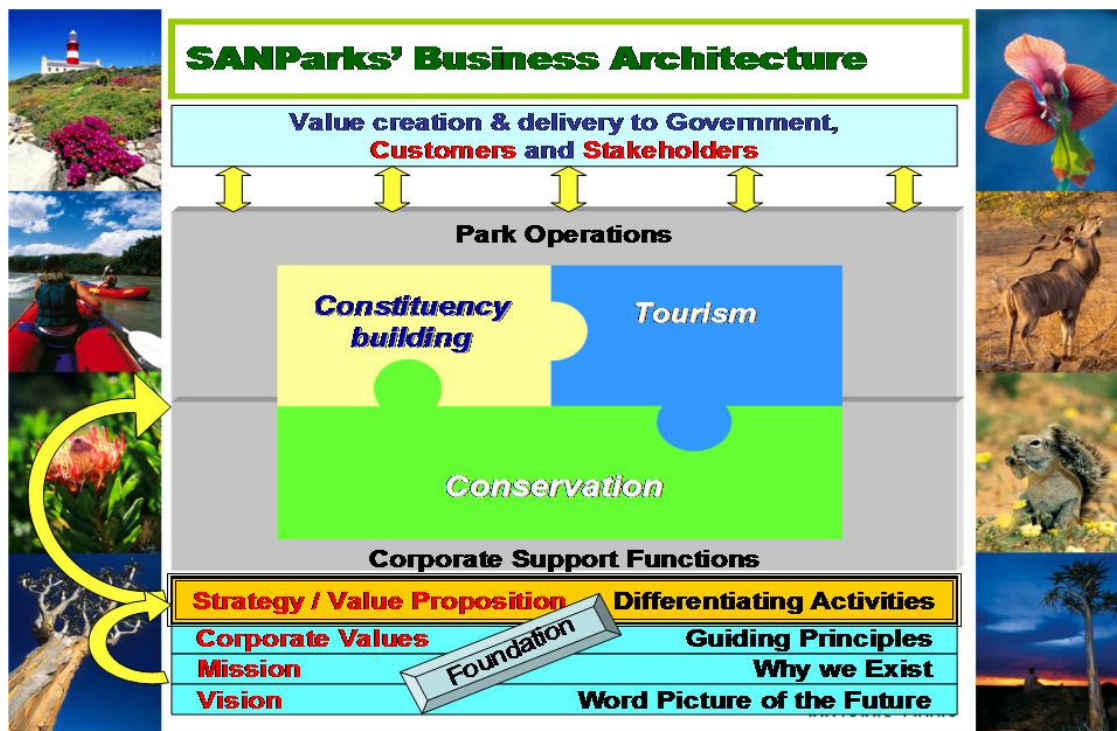 SANParks' Business Architecture
Value creation & delivery to Government,
Customers and Stakeholders
Park Operations
Constituency
building
Tourism
Conservation
Corporate Support Functions
Strategy / Value Proposition Differentiating Activities
Corporate Values Guiding Principles
Foundation
Mission Why we Exist
Vision Word Picture of the Future